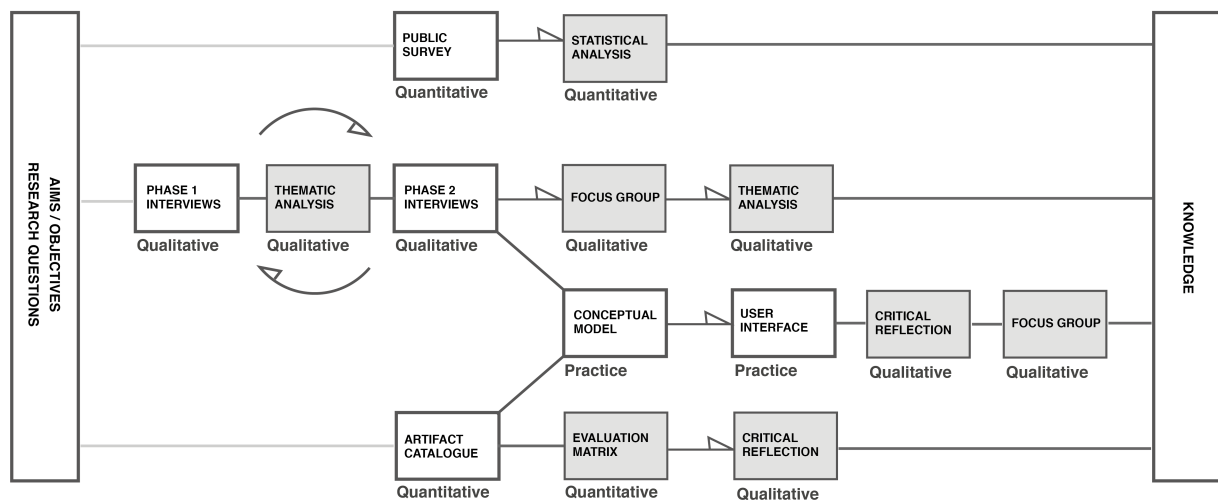 AIMS / OBJECTIVES
RESEARCH QUESTIONS
PUBLIC
SURVEY
Quantitative
STATISTICAL
ANALYSIS
Quantitative
PHASE 1
INTERVIEWS
Qualitative
THEMATIC
ANALYSIS
Qualitative
PHASE 2
INTERVIEWS
Qualitative
FOCUS GROUP
Qualitative
THEMATIC
ANALYSIS
Qualitative
CONCEPTUAL
MODEL
Practice
USER
INTERFACE
Practice
CRITICAL
REFLECTION
Qualitative
FOCUS GROUP
Qualitative
ARTIFACT
CATALOGUE
Quantitative
EVALUATION
MATRIX
Quantitative
CRITICAL
REFLECTION
Qualitative
KNOWLEDGE